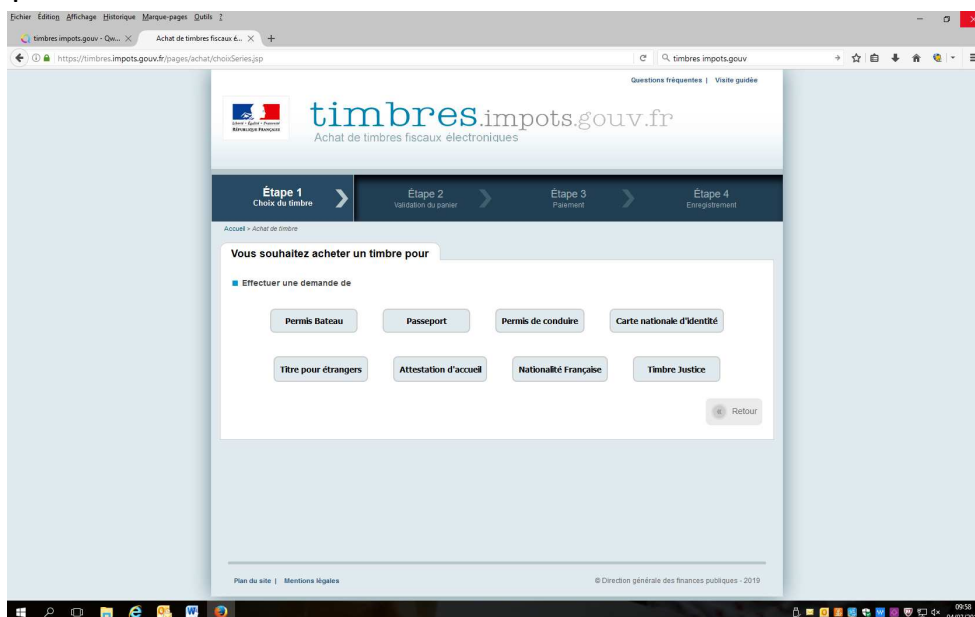 Fichier Édition Affichage Historique Marque-pages Outils ?
timbres impots.gouv - Qw... Achat de timbres fiscaux é...
https://timbres.impots.gouv.fr/pages/achat/choixSeries.jsp timbres impots.gouv
Questions fréquentes | Visite guidée
timbres.impots.gouv.fr
Liberté • Égalité • Fraternité
RÉPUBLIQUE FRANÇAISE
Achat de timbres fiscaux électroniques
Étape 1 Étape 2 Étape 3 Étape 4
Choix du timbre Validation du panier Paiement Enregistrement
Accueil > Achat de timbre
Vous souhaitez acheter un timbre pour
Effectuer une demande de
Permis Bateau Passeport Permis de conduire Carte nationale d'identité
Titre pour étrangers Attestation d'accueil Nationalité Française Timbre Justice
Retour
Plan du site | Mentions légales © Direction générale des finances publiques - 2019
09:58